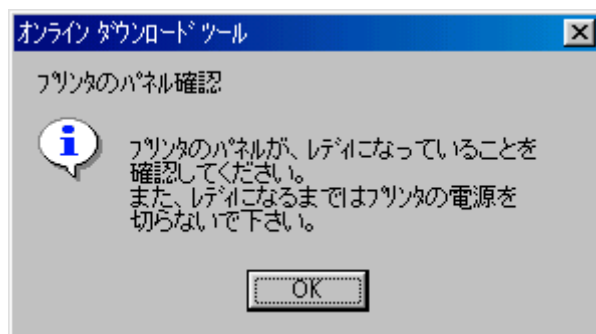 オンライン ダウンロード ツール
プリンタのパネル確認
プリンタのパネルが、レディになっていることを
確認してください。
また、レディになるまではプリンタの電源を
切らないで下さい。
OK